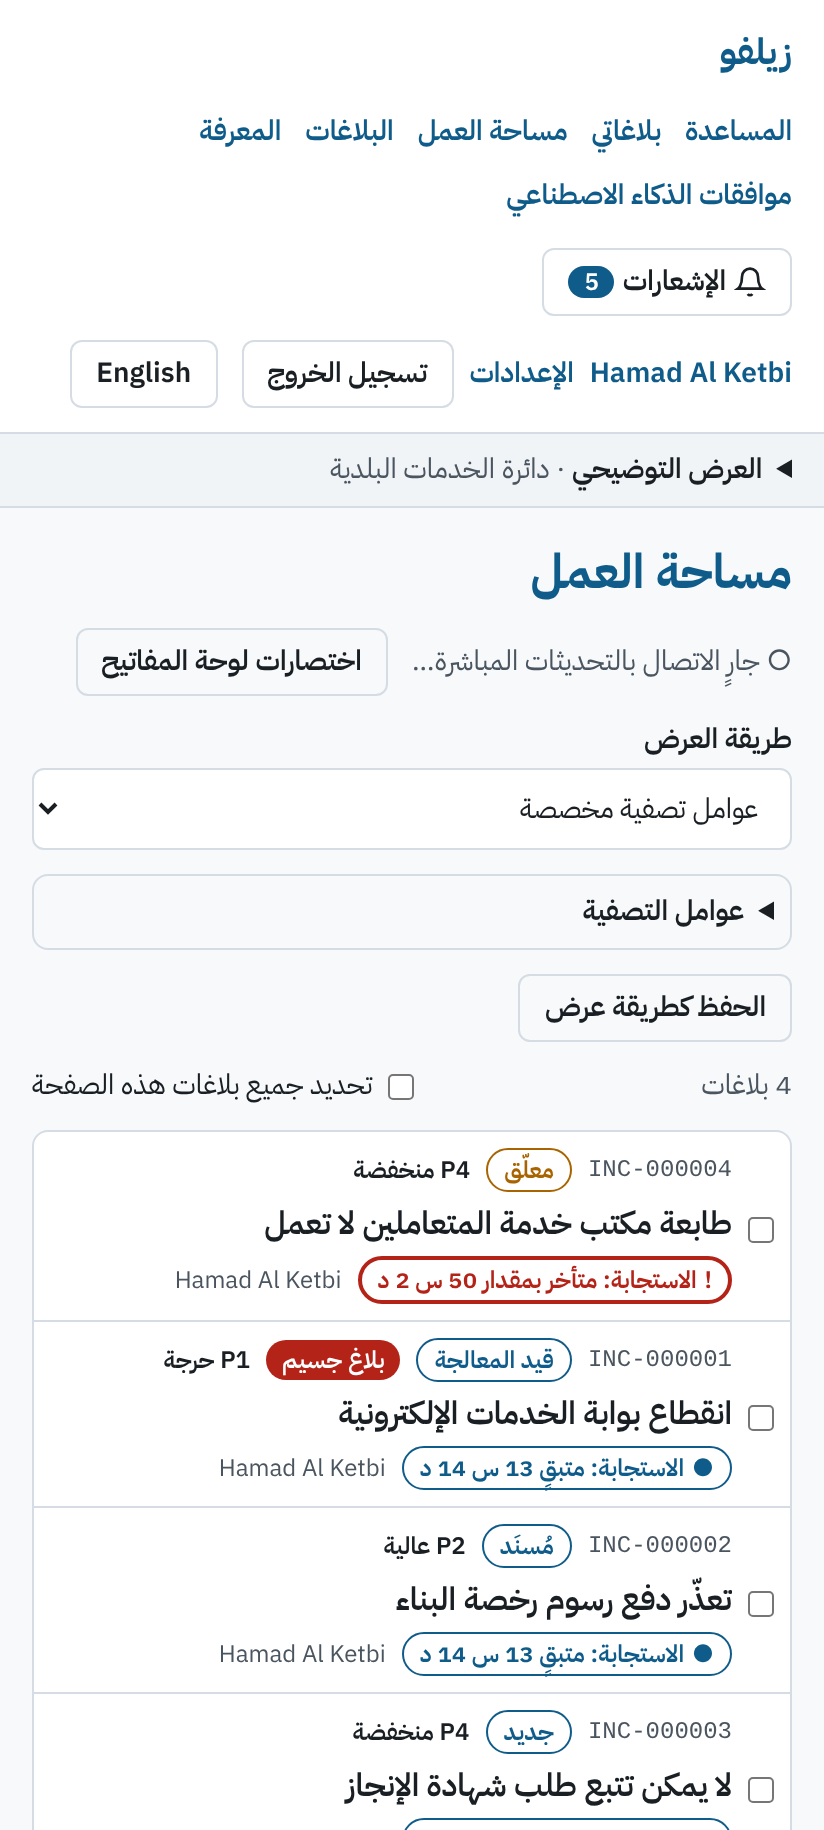 زيلفو
المساعدة بلاغاتي مساحة العمل البلاغات المعرفة
موافقات الذكاء الاصطناعي
الإشعارات 5
Hamad Al Ketbi الإعدادات تسجيل الخروج English
العرض التوضيحي · دائرة الخدمات البلدية
مساحة العمل
جارٍ الاتصال بالتحديثات المباشرة... اختصارات لوحة المفاتيح
طريقة العرض
عوامل تصفية مخصصة
عوامل التصفية
الحفظ كطريقة عرض
4 بلاغات تحديد جميع بلاغات هذه الصفحة
INC-000004 معلّق P4 منخفضة
طابعة مكتب خدمة المتعاملين لا تعمل
! الاستجابة: متأخر بمقدار 50 س 2 د Hamad Al Ketbi
INC-000001 قيد المعالجة بلاغ جسيم P1 حرجة
انقطاع بوابة الخدمات الإلكترونية
الاستجابة: متبقٍ 13 س 14 د Hamad Al Ketbi
INC-000002 مُسنَد P2 عالية
تعذّر دفع رسوم رخصة البناء
الاستجابة: متبقٍ 13 س 14 د Hamad Al Ketbi
INC-000003 جديد P4 منخفضة
لا يمكن تتبع طلب شهادة الإنجاز